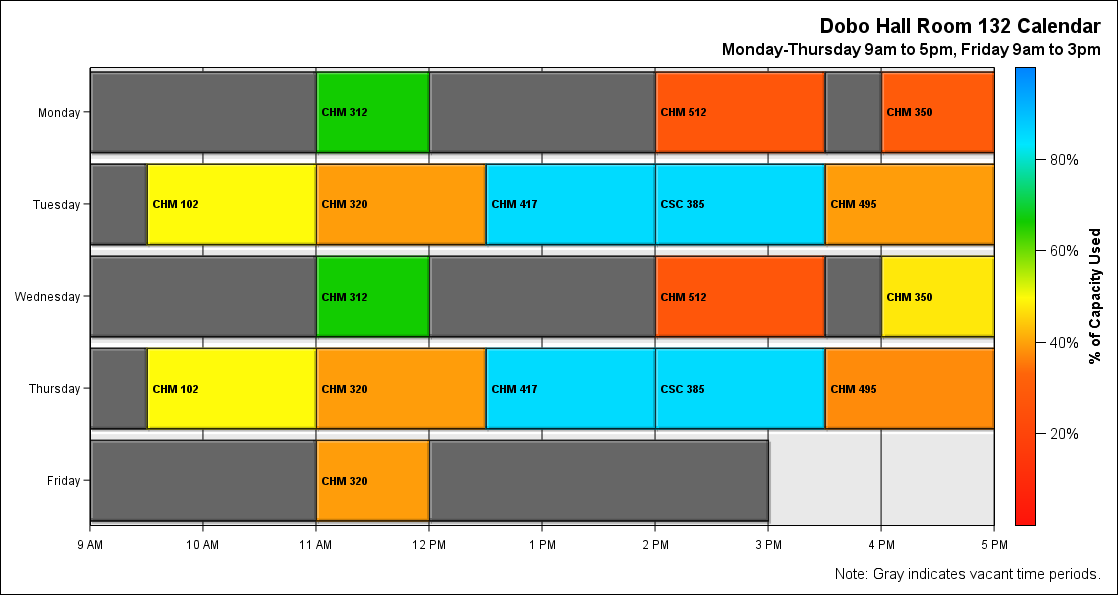 Dobo Hall Room 132 Calendar
Monday-Thursday 9am to 5pm, Friday 9am to 3pm
Monday CHM 312 CHM 512 CHM 350
Tuesday CHM 102 CHM 320 CHM 417 CSC 385 CHM 495
Wednesday CHM 312 CHM 512 CHM 350
Thursday CHM 102 CHM 320 CHM 417 CSC 385 CHM 495
Friday CHM 320
9 AM 10 AM 11 AM 12 PM 1 PM 2 PM 3 PM 4 PM 5 PM
80%
60%
40%
20%
% of Capacity Used
Note: Gray indicates vacant time periods.